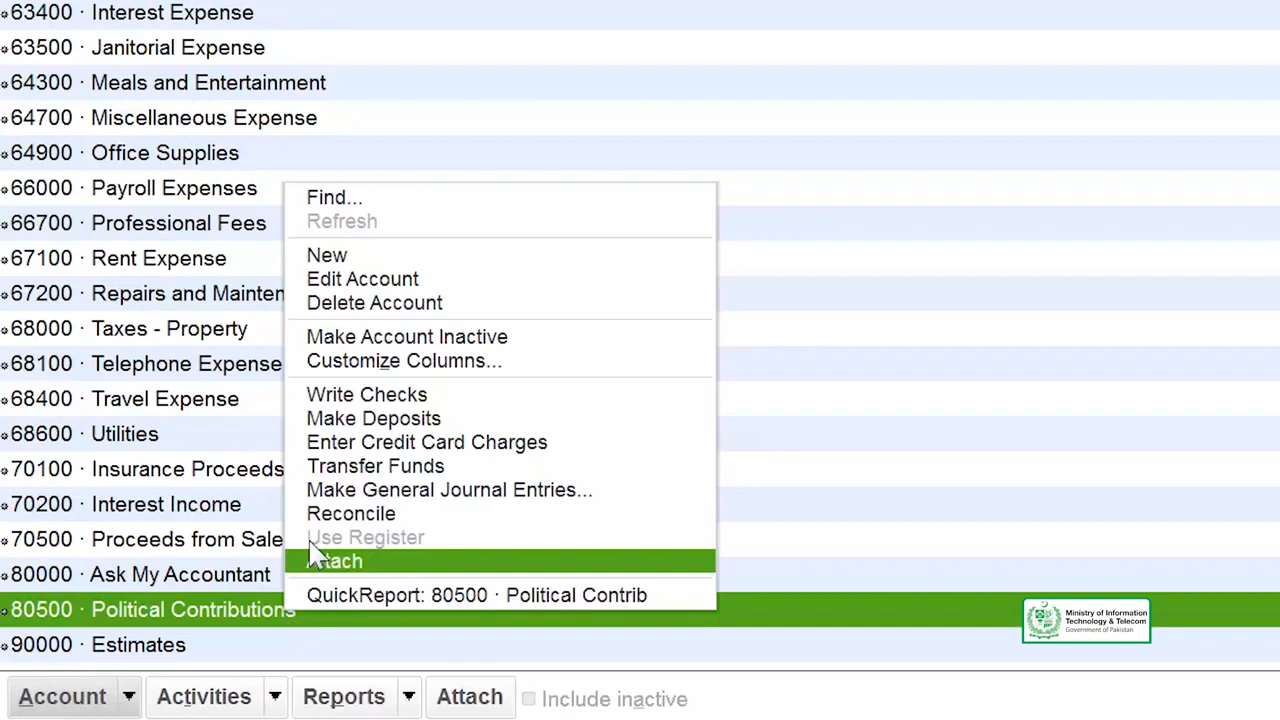 63400 · Interest Expense
63500 · Janitorial Expense
64300 · Meals and Entertainment
64700 · Miscellaneous Expense
64900 · Office Supplies
66000 · Payroll Expenses
66700 · Professional Fees
67100 · Rent Expense
67200 · Repairs and Mainten
68000 · Taxes - Property
68100 · Telephone Expense
68400 · Travel Expense
68600 · Utilities
70100 · Insurance Proceeds
70200 · Interest Income
70500 · Proceeds from Sale
80000 · Ask My Accountant
80500 · Political Contributions
90000 · Estimates
Find...
Refresh
New
Edit Account
Delete Account
Make Account Inactive
Customize Columns...
Write Checks
Make Deposits
Enter Credit Card Charges
Transfer Funds
Make General Journal Entries...
Reconcile
Use Register
Attach
QuickReport: 80500 · Political Contrib
Ministry of Information
Technology & Telecom
Government of Pakistan
Account Activities Reports Attach Include inactive